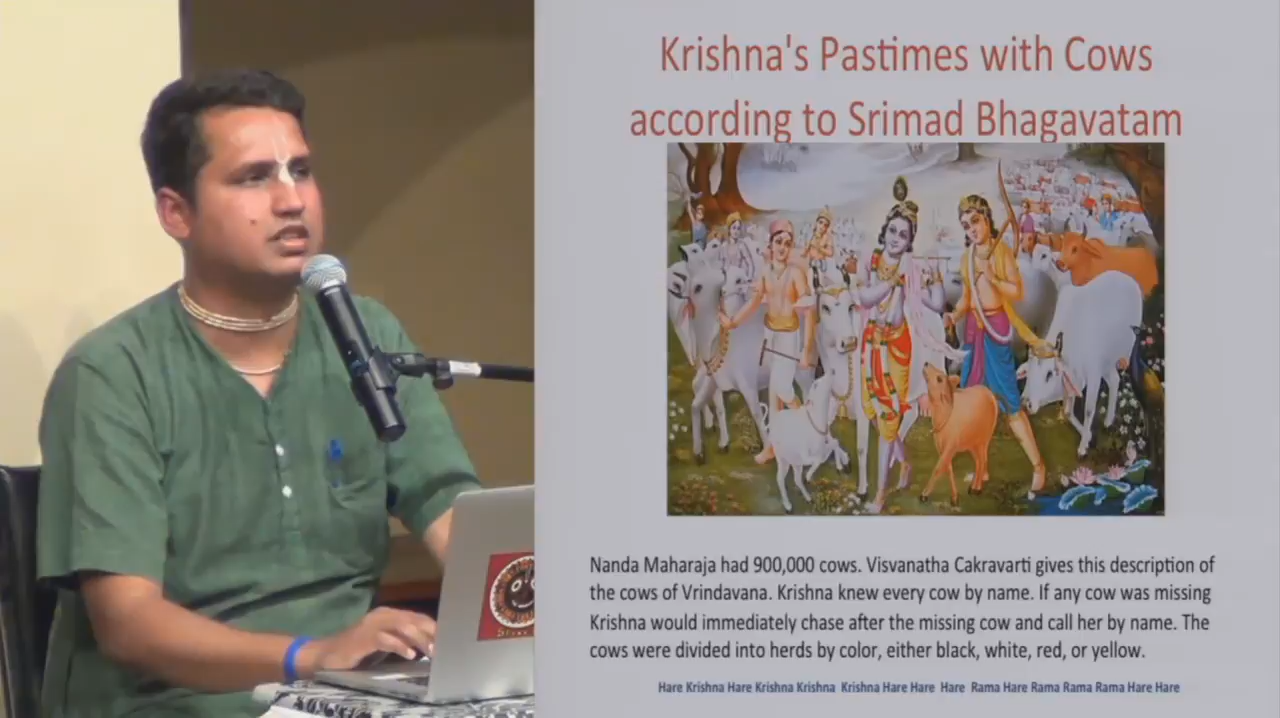 Krishna's Pastimes with Cows
according to Srimad Bhagavatam
Nanda Maharaja had 900,000 cows. Visvanatha Cakravarti gives this description of
the cows of Vrindavana. Krishna knew every cow by name. If any cow was missing
Krishna would immediately chase after the missing cow and call her by name. The
cows were divided into herds by color, either black, white, red, or yellow.
Hare Krishna Hare Krishna Krishna Krishna Hare Hare Hare Rama Hare Rama Rama Rama Hare Hare